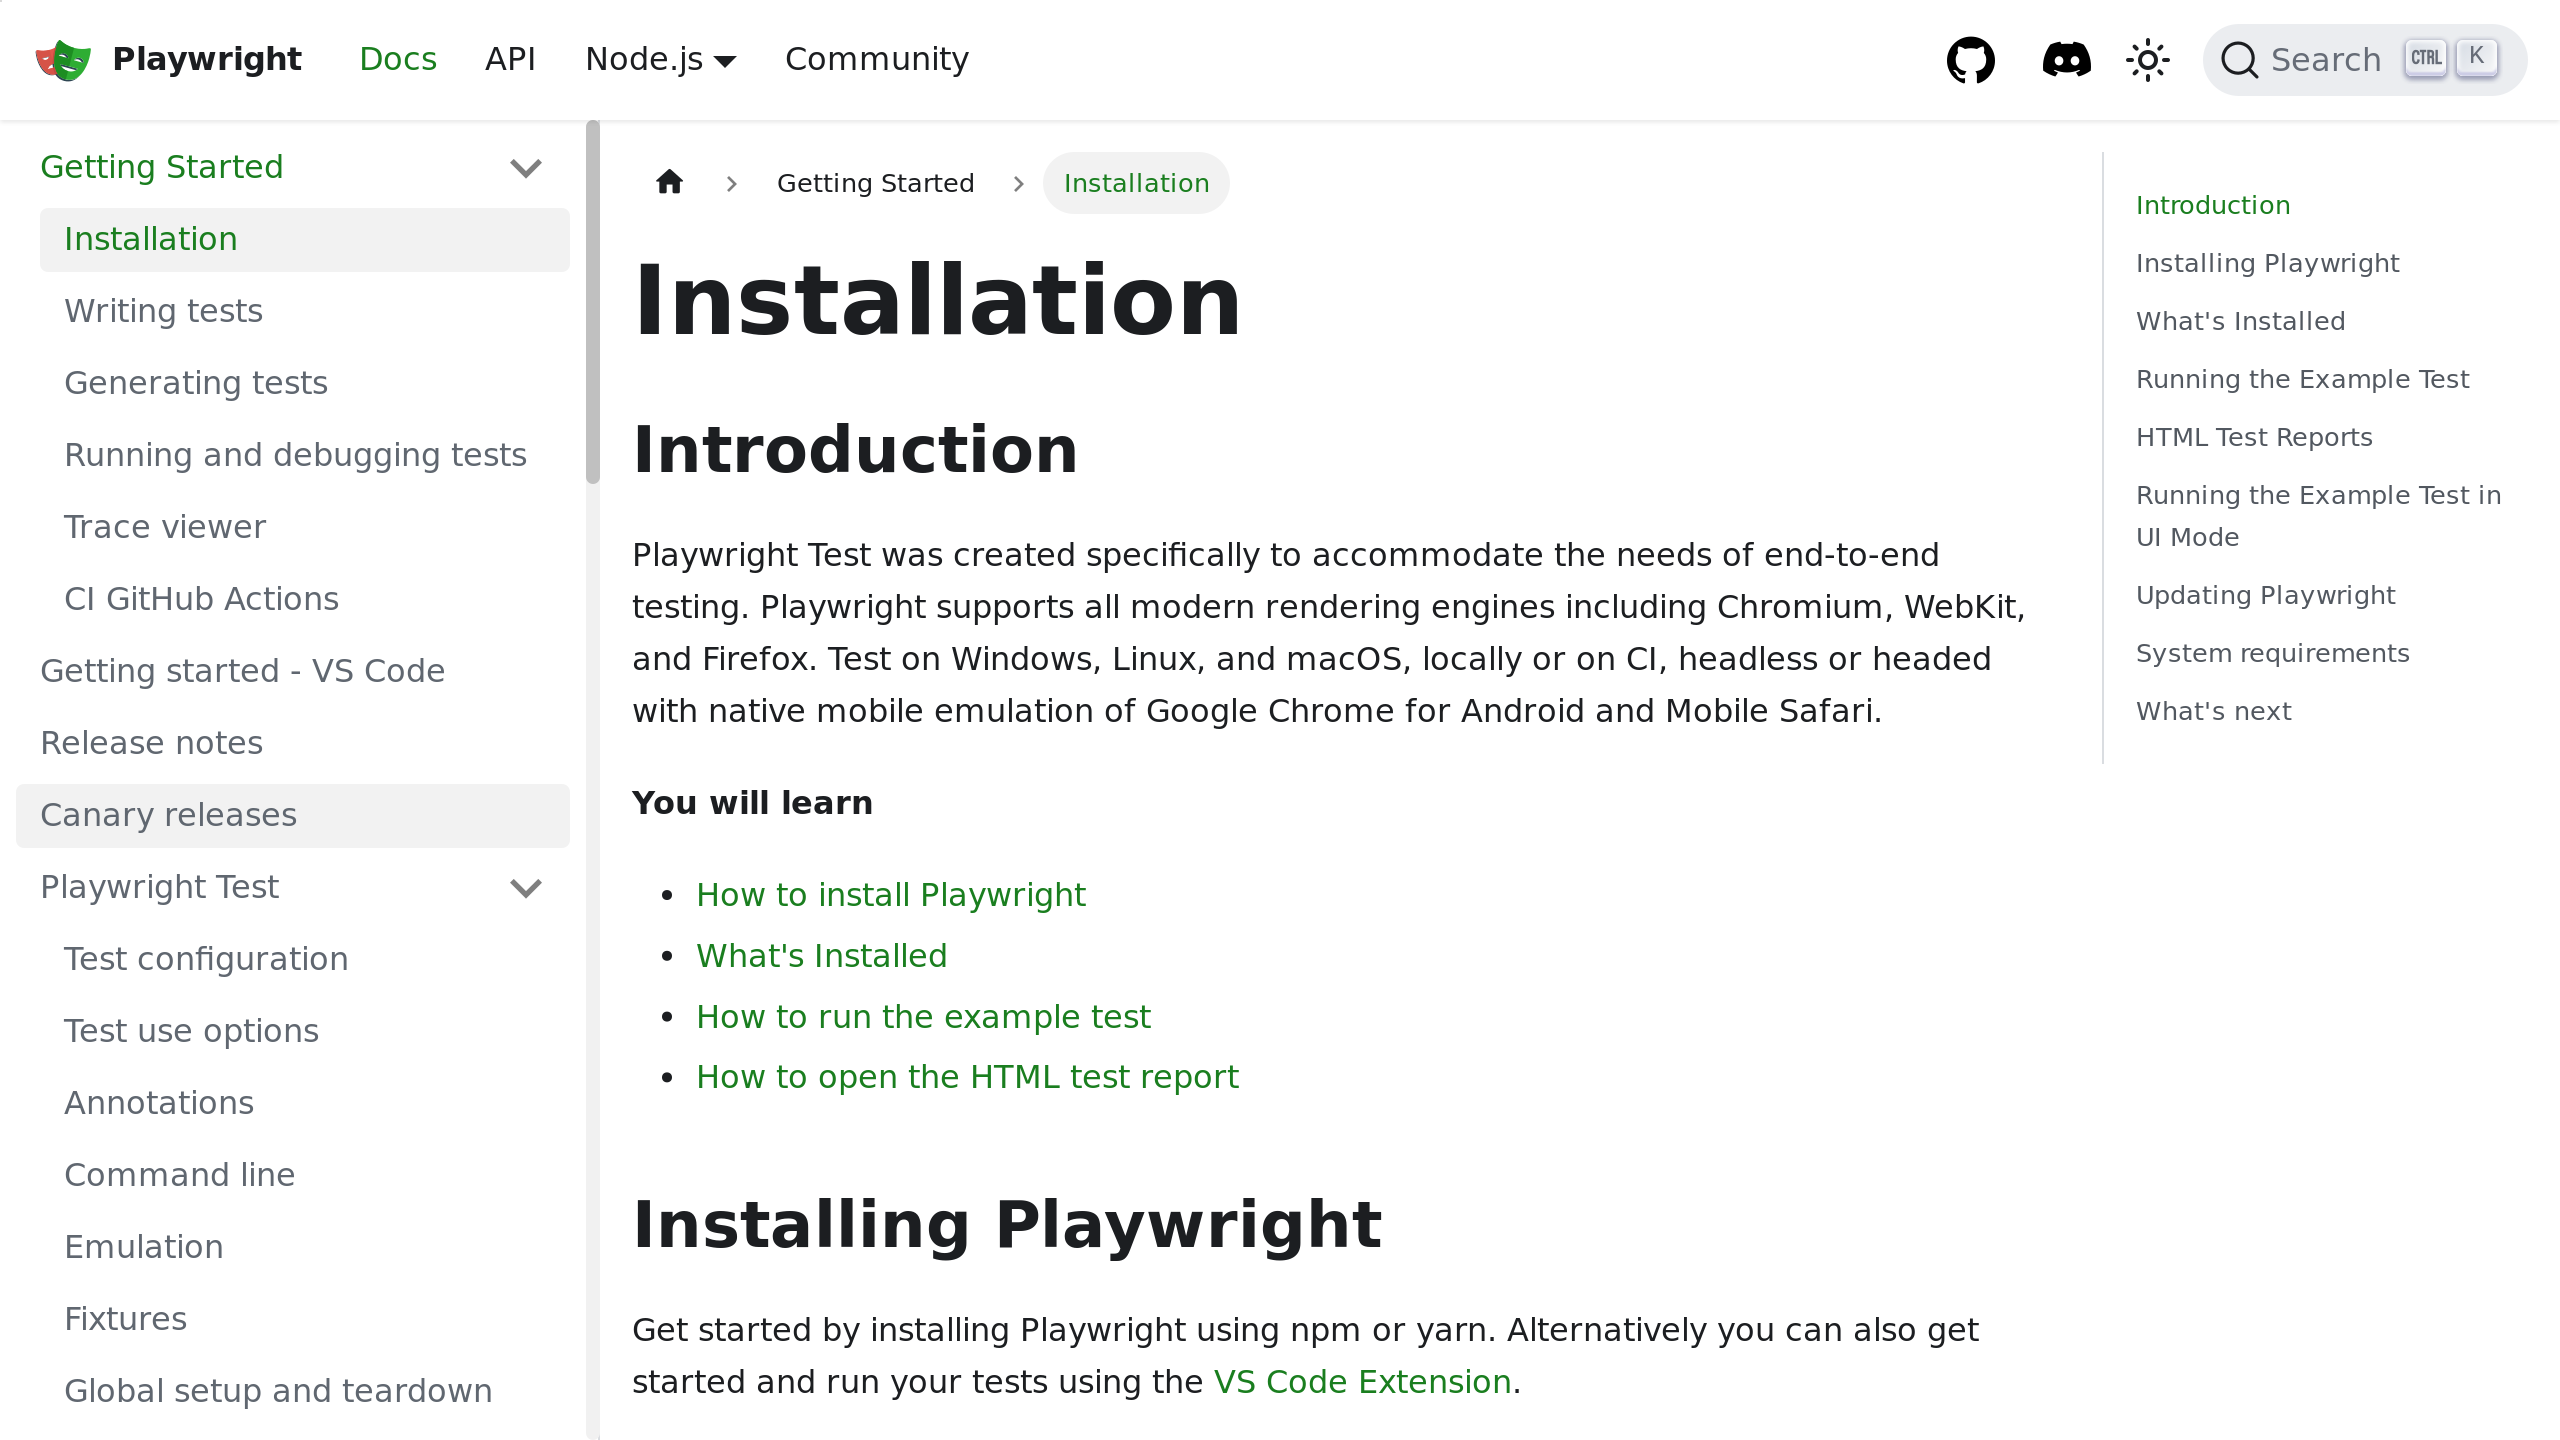 Playwright Docs API Node.js Community Search CTRL K
Getting Started
Installation
Writing tests
Generating tests
Running and debugging tests
Trace viewer
CI GitHub Actions
Getting started - VS Code
Release notes
Canary releases
Playwright Test
Test configuration
Test use options
Annotations
Command line
Emulation
Fixtures
Global setup and teardown
Getting Started Installation
Installation
Introduction
Playwright Test was created specifically to accommodate the needs of end-to-end
testing. Playwright supports all modern rendering engines including Chromium, WebKit,
and Firefox. Test on Windows, Linux, and macOS, locally or on CI, headless or headed
with native mobile emulation of Google Chrome for Android and Mobile Safari.
You will learn
• How to install Playwright
• What's Installed
• How to run the example test
• How to open the HTML test report
Installing Playwright
Get started by installing Playwright using npm or yarn. Alternatively you can also get
started and run your tests using the VS Code Extension.
Introduction
Installing Playwright
What's Installed
Running the Example Test
HTML Test Reports
Running the Example Test in
UI Mode
Updating Playwright
System requirements
What's next